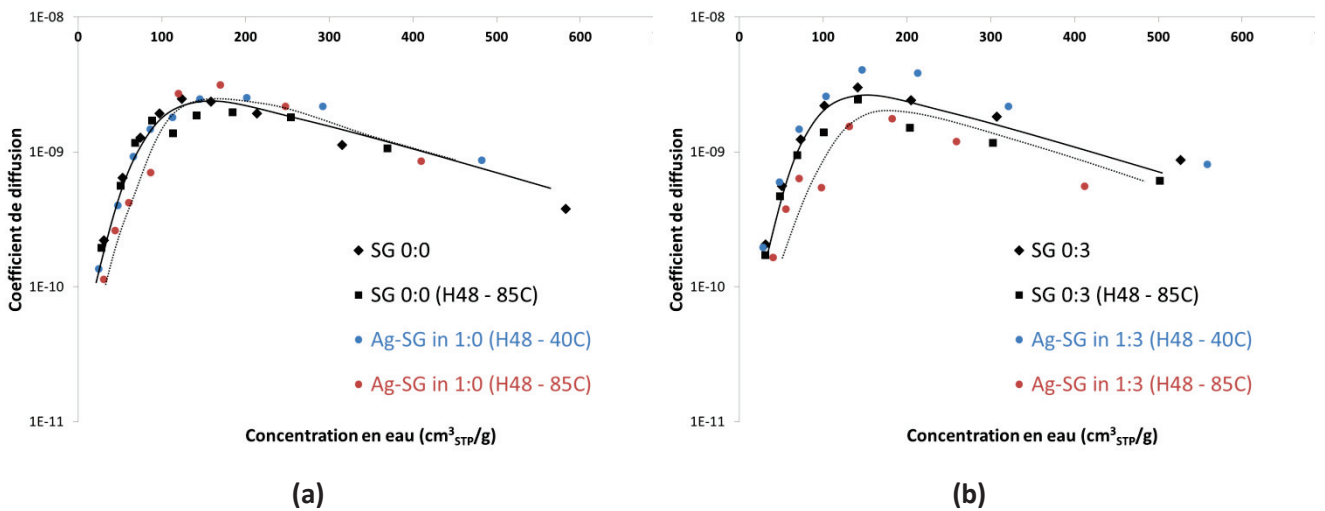 1E-08
0 100 200 300 400 500 600
1E-09
1E-10
1E-11
Coefficient de diffusion
SG 0:0
SG 0:0 (H48 - 85C)
Ag-SG in 1:0 (H48 - 40C)
Ag-SG in 1:0 (H48 - 85C)
Concentration en eau (cm³STP/g)
(a)
1E-08
0 100 200 300 400 500 600
1E-09
1E-10
1E-11
Coefficient de diffusion
SG 0:3
SG 0:3 (H48 - 85C)
Ag-SG in 1:3 (H48 - 40C)
Ag-SG in 1:3 (H48 - 85C)
Concentration en eau (cm³STP/g)
(b)